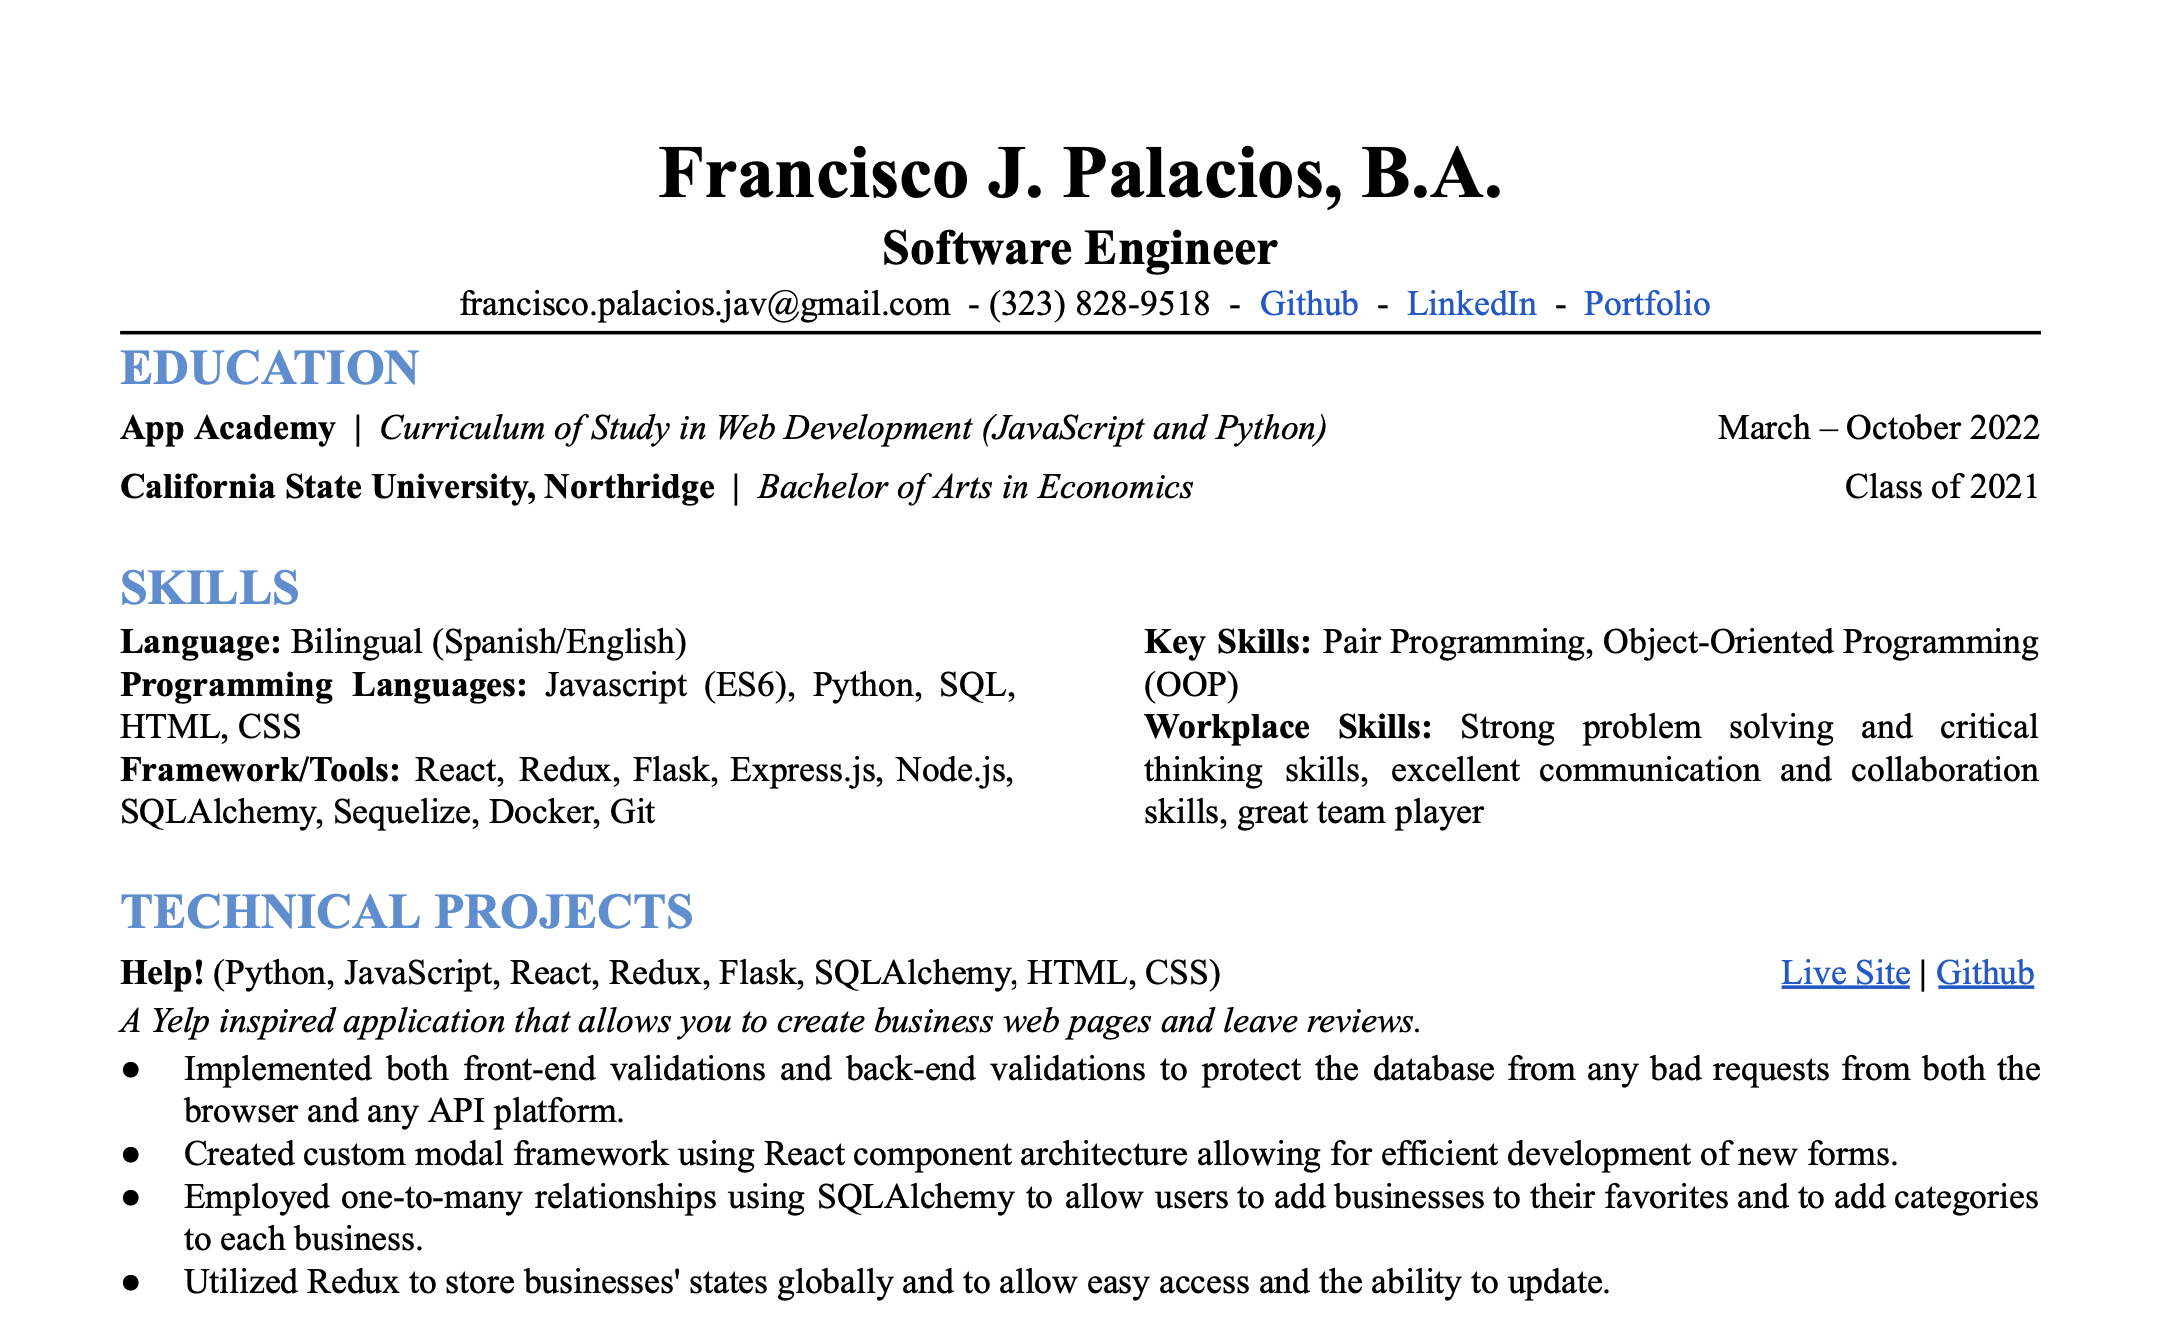 Francisco J. Palacios, B.A.
Software Engineer
francisco.palacios.jav@gmail.com - (323) 828-9518 - Github - LinkedIn - Portfolio
EDUCATION
App Academy | Curriculum of Study in Web Development (JavaScript and Python) March – October 2022
California State University, Northridge | Bachelor of Arts in Economics Class of 2021
SKILLS
Language: Bilingual (Spanish/English)
Programming Languages: Javascript (ES6), Python, SQL,
HTML, CSS
Framework/Tools: React, Redux, Flask, Express.js, Node.js,
SQLAlchemy, Sequelize, Docker, Git
Key Skills: Pair Programming, Object-Oriented Programming
(OOP)
Workplace Skills: Strong problem solving and critical
thinking skills, excellent communication and collaboration
skills, great team player
TECHNICAL PROJECTS
Help! (Python, JavaScript, React, Redux, Flask, SQLAlchemy, HTML, CSS) Live Site | Github
A Yelp inspired application that allows you to create business web pages and leave reviews.
● Implemented both front-end validations and back-end validations to protect the database from any bad requests from both the
browser and any API platform.
● Created custom modal framework using React component architecture allowing for efficient development of new forms.
● Employed one-to-many relationships using SQLAlchemy to allow users to add businesses to their favorites and to add categories
to each business.
● Utilized Redux to store businesses' states globally and to allow easy access and the ability to update.